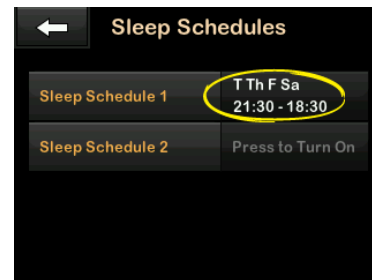 Sleep Schedules
Sleep Schedule 1
T Th F Sa
21:30 - 18:30
Sleep Schedule 2
Press to Turn On